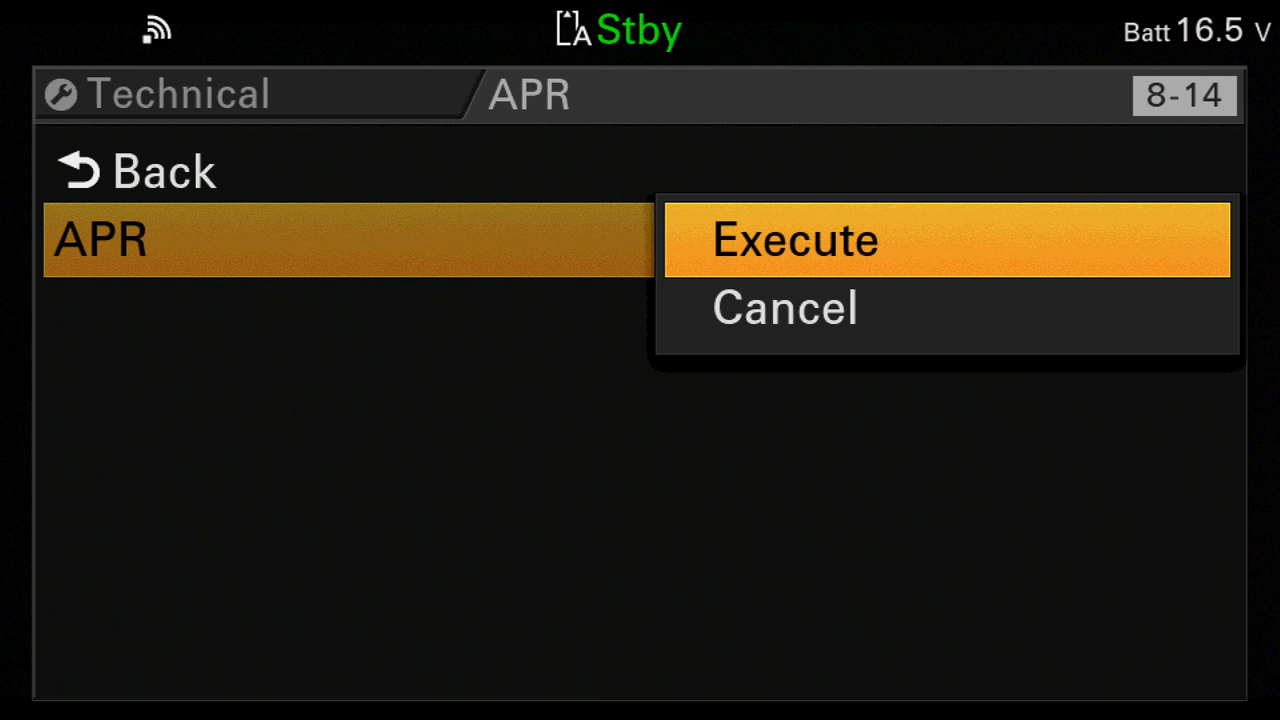 A Stby
Batt 16.5 V
Technical
APR
8-14
Back
APR
Execute
Cancel